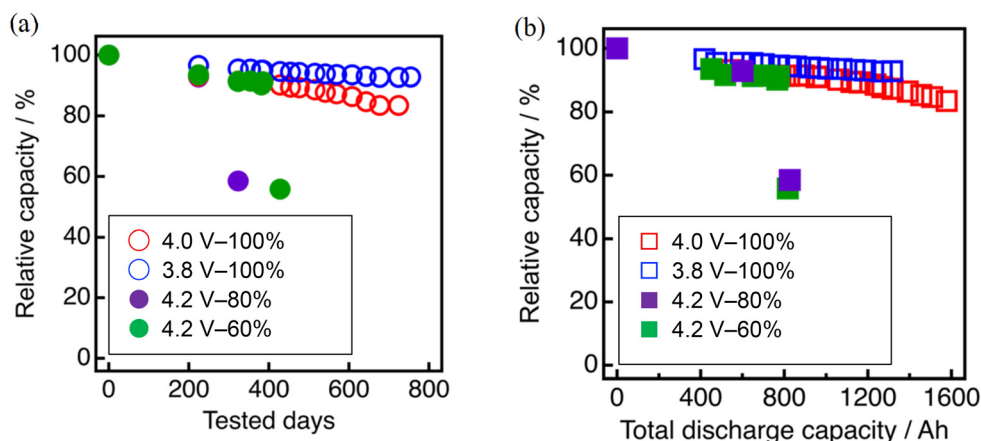 (a)
Relative capacity / %
100
80
60
40
20
0
4.0 V–100%
3.8 V–100%
4.2 V–80%
4.2 V–60%
0 200 400 600 800
Tested days
(b)
Relative capacity / %
100
80
60
40
20
0
4.0 V–100%
3.8 V–100%
4.2 V–80%
4.2 V–60%
0 400 800 1200 1600
Total discharge capacity / Ah